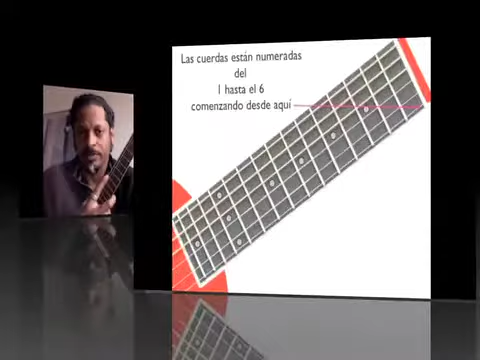 Las cuerdas están numeradas
del
1 hasta el 6
comenzando desde aquí